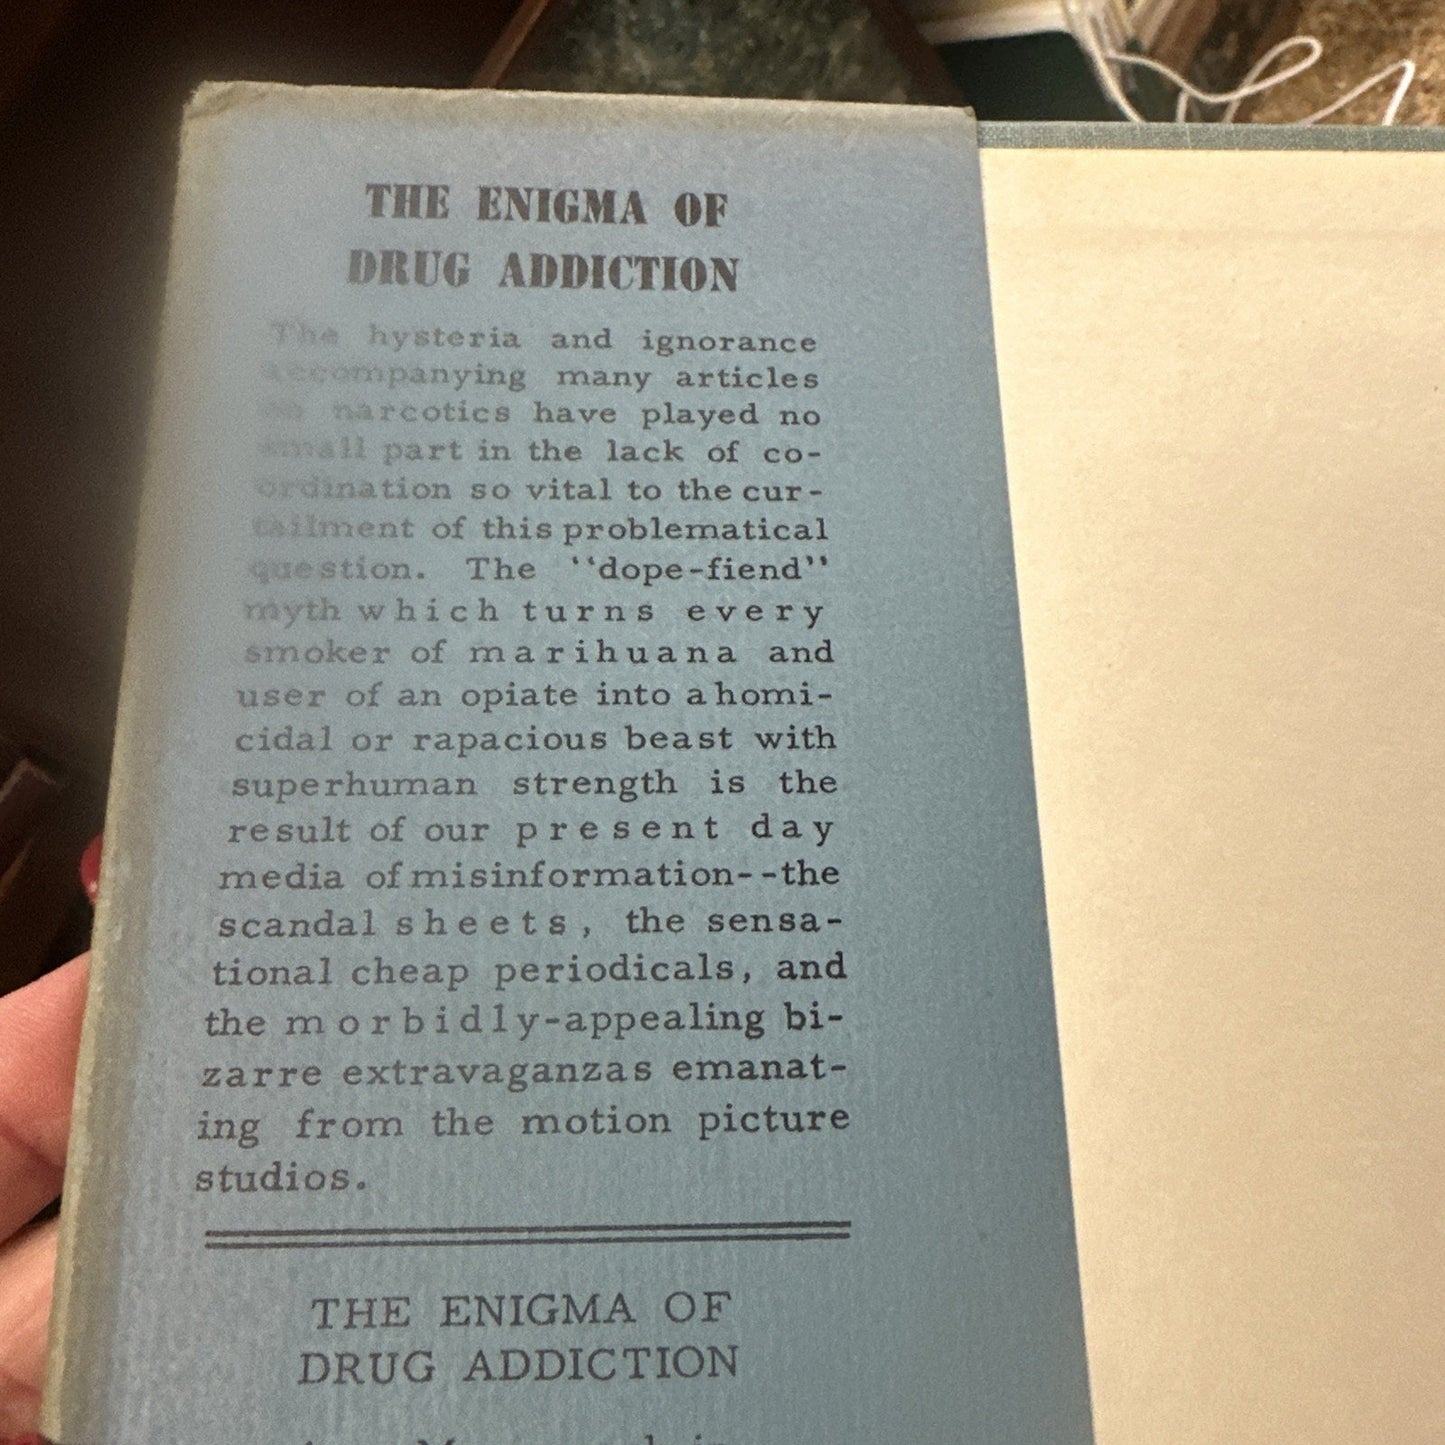 THE ENIGMA OF
DRUG ADDICTION
The hysteria and ignorance
accompanying many articles
on narcotics have played no
small part in the lack of co-
ordination so vital to the cur-
tailment of this problematical
question. The ‘‘dope-fiend’’
myth which turns every
smoker of marihuana and
user of an opiate into a homi-
cidal or rapacious beast with
superhuman strength is the
result of our present day
media of misinformation--the
scandal sheets, the sensa-
tional cheap periodicals, and
the morbidly-appealing bi-
zarre extravaganzas emanat-
ing from the motion picture
studios.
THE ENIGMA OF
DRUG ADDICTION